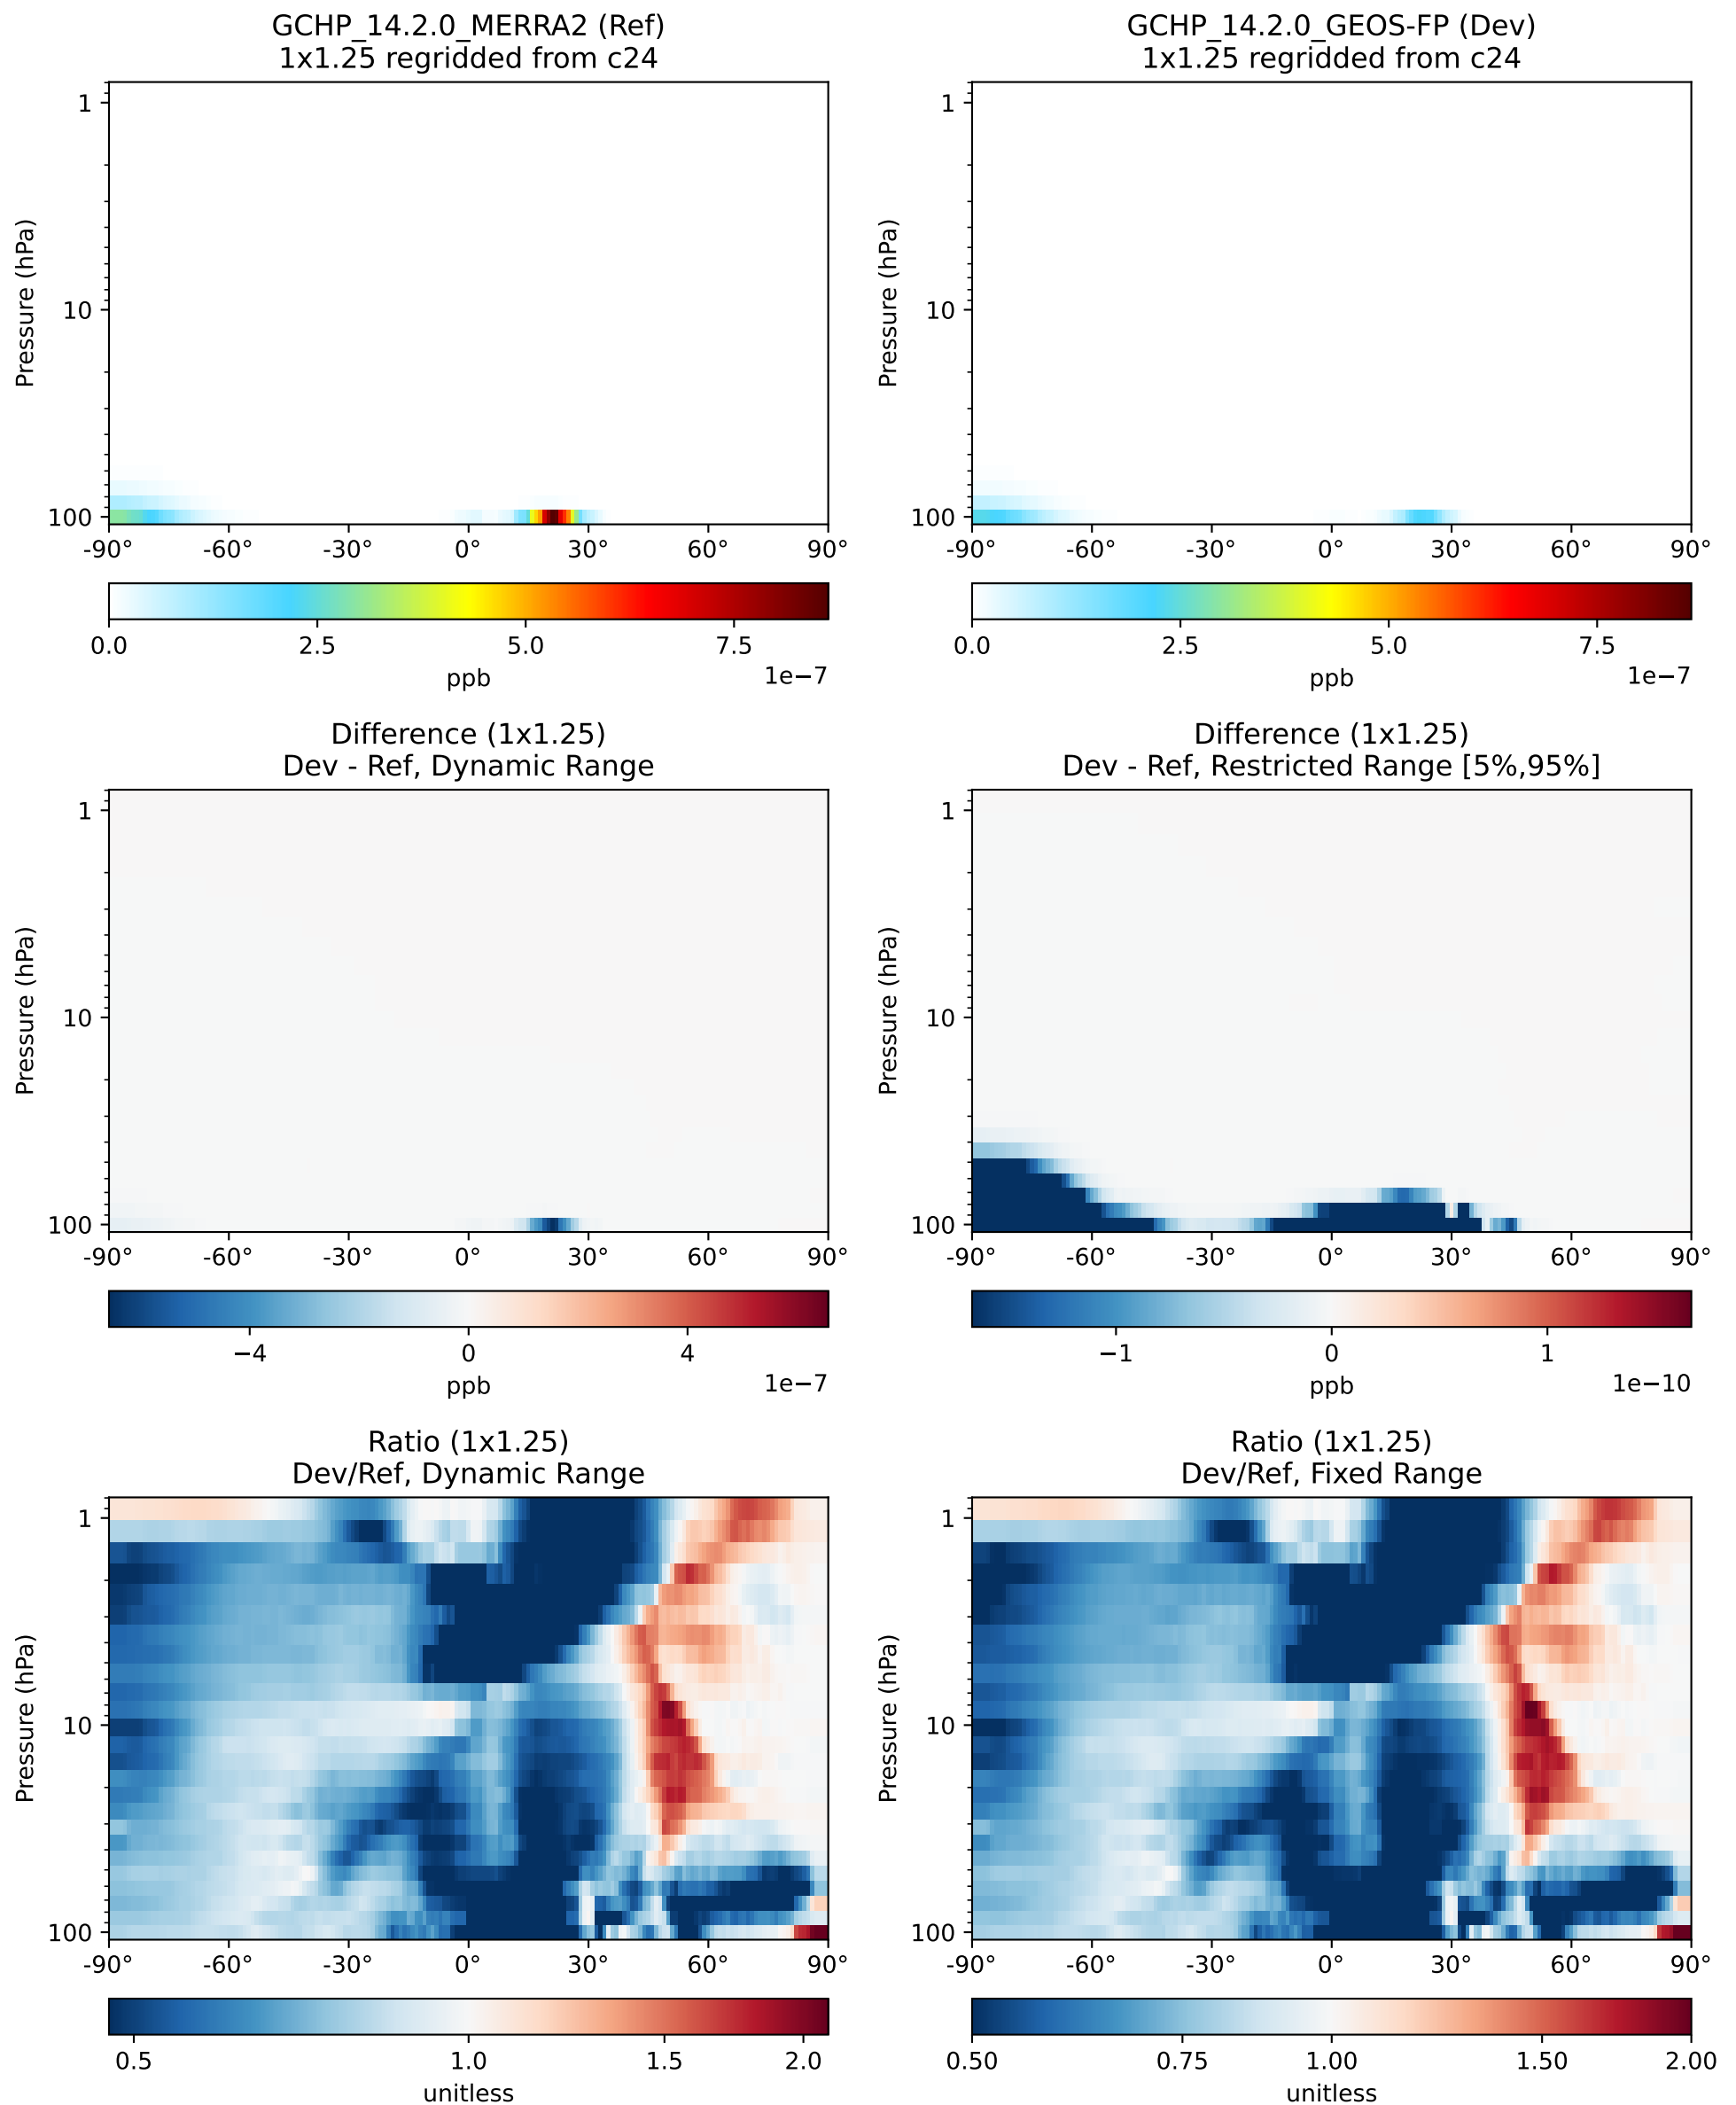 GCHP_14.2.0_MERRA2 (Ref)
1x1.25 regridded from c24
Pressure (hPa)
1
10
100
-90° -60° -30° 0° 30° 60° 90°
0.0 2.5 5.0 7.5
1e−7
ppb
GCHP_14.2.0_GEOS-FP (Dev)
1x1.25 regridded from c24
Pressure (hPa)
1
10
100
-90° -60° -30° 0° 30° 60° 90°
0.0 2.5 5.0 7.5
1e−7
ppb
Difference (1x1.25)
Dev - Ref, Dynamic Range
Pressure (hPa)
1
10
100
-90° -60° -30° 0° 30° 60° 90°
−4 0 4
1e−7
ppb
Difference (1x1.25)
Dev - Ref, Restricted Range [5%,95%]
Pressure (hPa)
1
10
100
-90° -60° -30° 0° 30° 60° 90°
−1 0 1
1e−10
ppb
Ratio (1x1.25)
Dev/Ref, Dynamic Range
Pressure (hPa)
1
10
100
-90° -60° -30° 0° 30° 60° 90°
0.5 1.0 1.5 2.0
unitless
Ratio (1x1.25)
Dev/Ref, Fixed Range
Pressure (hPa)
1
10
100
-90° -60° -30° 0° 30° 60° 90°
0.50 0.75 1.00 1.50 2.00
unitless